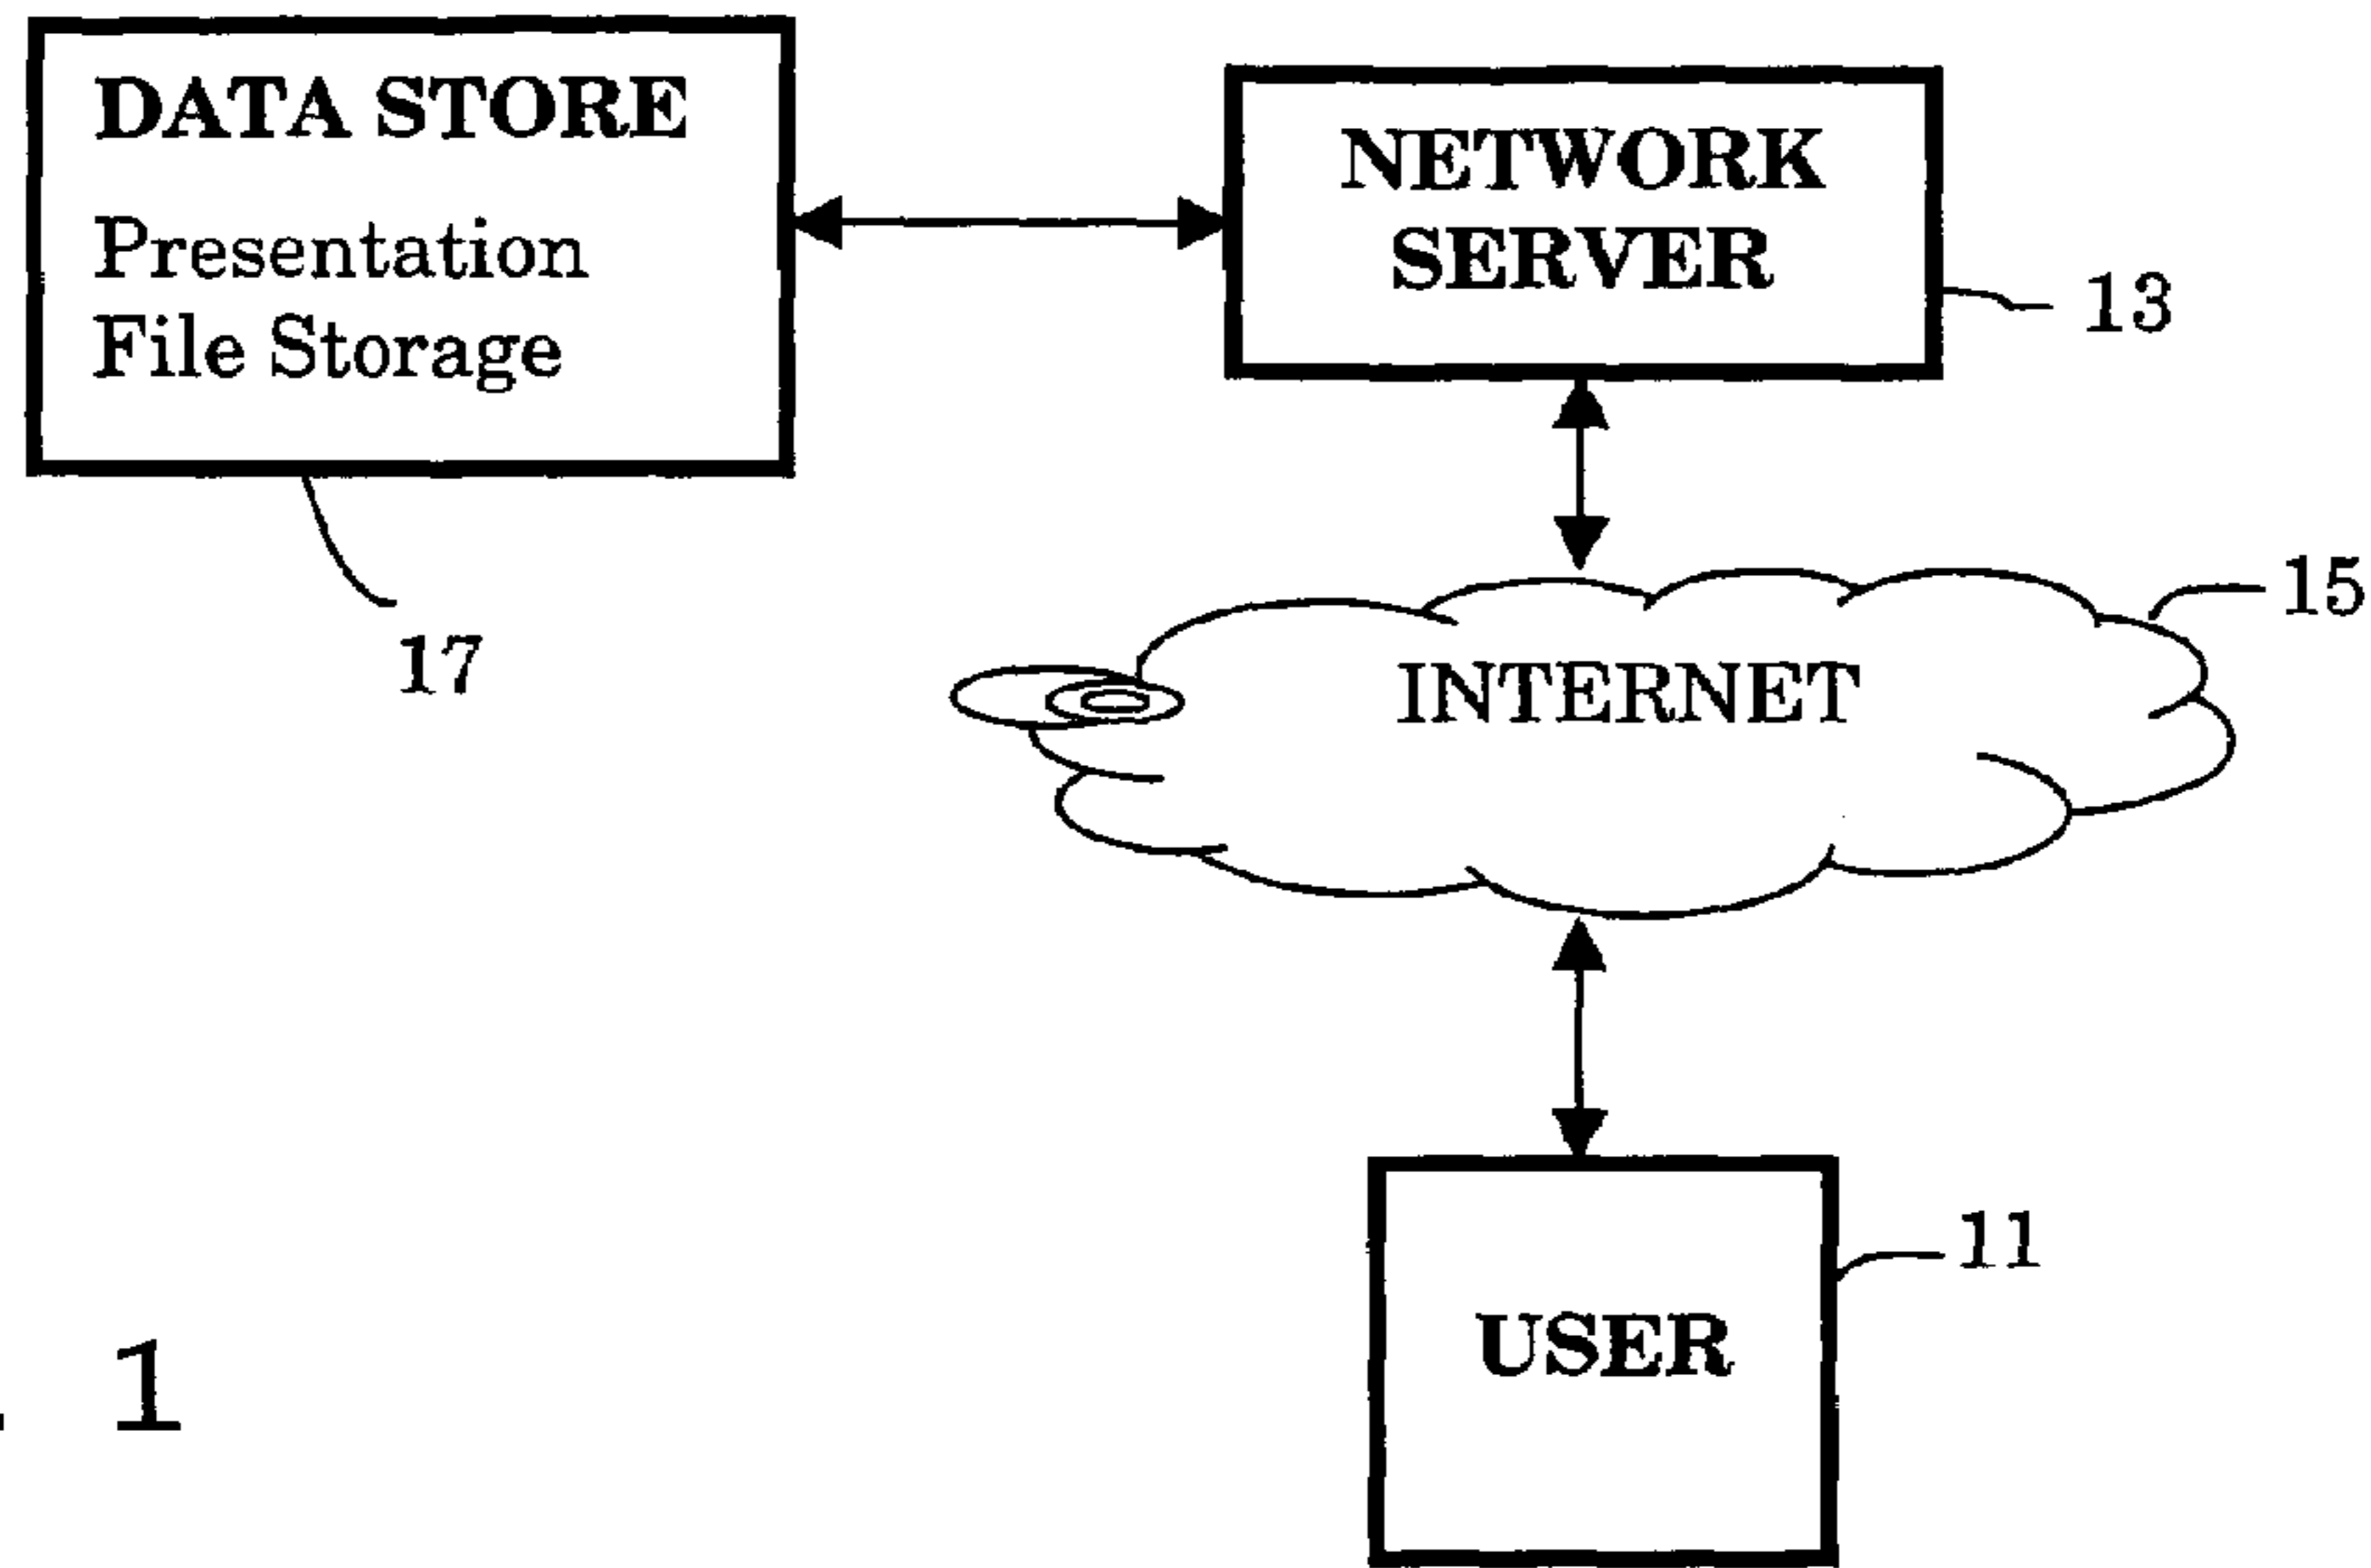 DATA STORE
Presentation
File Storage
17
NETWORK
SERVER
13
INTERNET
15
USER
11
1